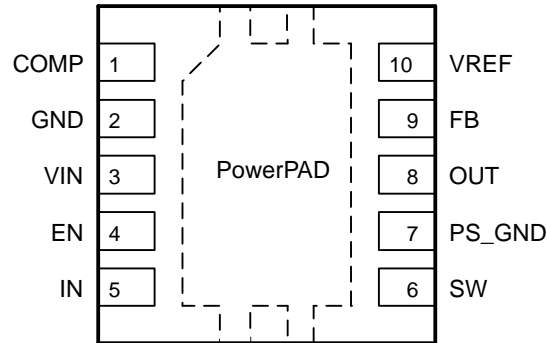 COMP 1 10 VREF
GND 2 9 FB
VIN 3 PowerPAD 8 OUT
EN 4 7 PS_GND
IN 5 6 SW